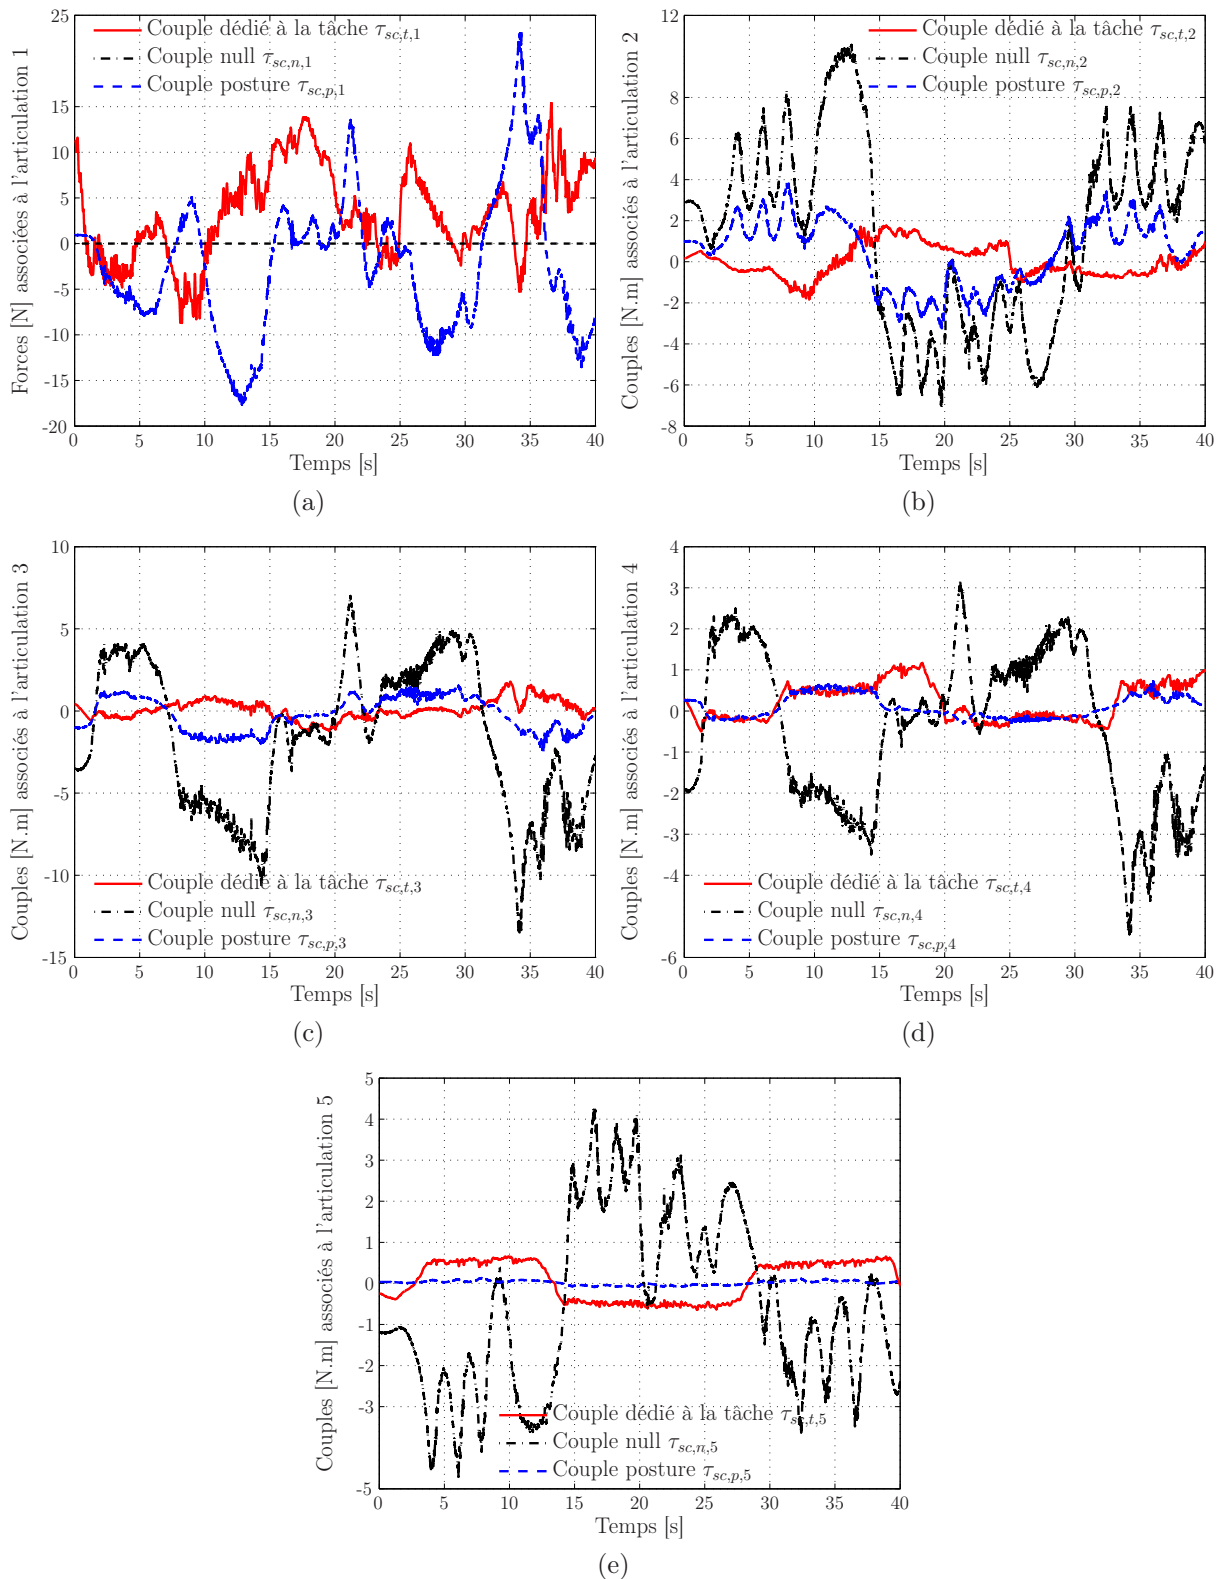 25
20
15
10
5
0
-5
-10
-15
-20
Forces [N] associées à l'articulation 1
Couple dédié à la tâche τsc,t,1
Couple null τsc,n,1
Couple posture τsc,p,1
0 5 10 15 20 25 30 35 40
Temps [s]
(a)
12
10
8
6
4
2
0
-2
-4
-6
-8
Couples [N.m] associés à l'articulation 2
Couple dédié à la tâche τsc,t,2
Couple null τsc,n,2
Couple posture τsc,p,2
0 5 10 15 20 25 30 35 40
Temps [s]
(b)
10
5
0
-5
-10
-15
Couples [N.m] associés à l'articulation 3
Couple dédié à la tâche τsc,t,3
Couple null τsc,n,3
Couple posture τsc,p,3
0 5 10 15 20 25 30 35 40
Temps [s]
(c)
4
3
2
1
0
-1
-2
-3
-4
-6
Couples [N.m] associés à l'articulation 4
Couple dédié à la tâche τsc,t,4
Couple null τsc,n,4
Couple posture τsc,p,4
0 5 10 15 20 25 30 35 40
Temps [s]
(d)
5
4
3
2
1
0
-1
-2
-3
-5
Couples [N.m] associés à l'articulation 5
Couple dédié à la tâche τsc,t,5
Couple null τsc,n,5
Couple posture τsc,p,5
0 5 10 15 20 25 30 35 40
Temps [s]
(e)